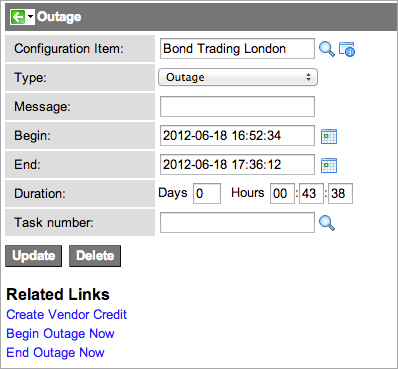 Outage
Configuration Item: Bond Trading London
Type: Outage
Message:
Begin: 2012-06-18 16:52:34
End: 2012-06-18 17:36:12
Duration: Days 0 Hours 00 : 43 : 38
Task number:
Update Delete
Related Links
Create Vendor Credit
Begin Outage Now
End Outage Now